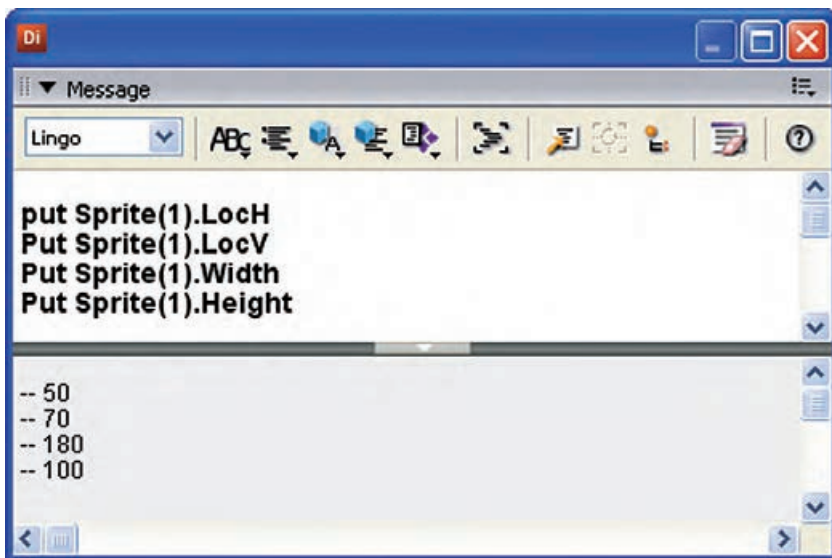 Di
Message
Lingo
ABC
A
put Sprite(1).LocH
Put Sprite(1).LocV
Put Sprite(1).Width
Put Sprite(1).Height
-- 50
-- 70
-- 180
-- 100